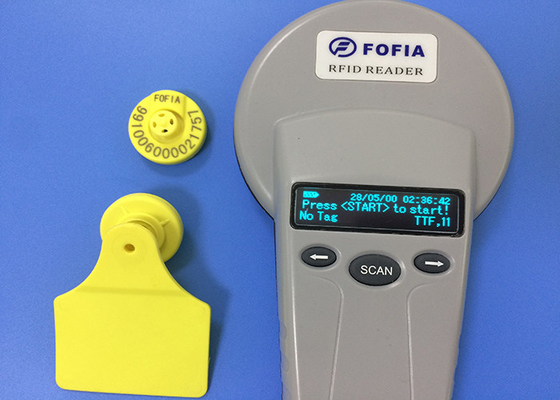 FOFIA
RFID READER
FOFIA
991006000021757
28/05/00 02:36:42
Press <START> to start!
No Tag TTF,11
← SCAN →